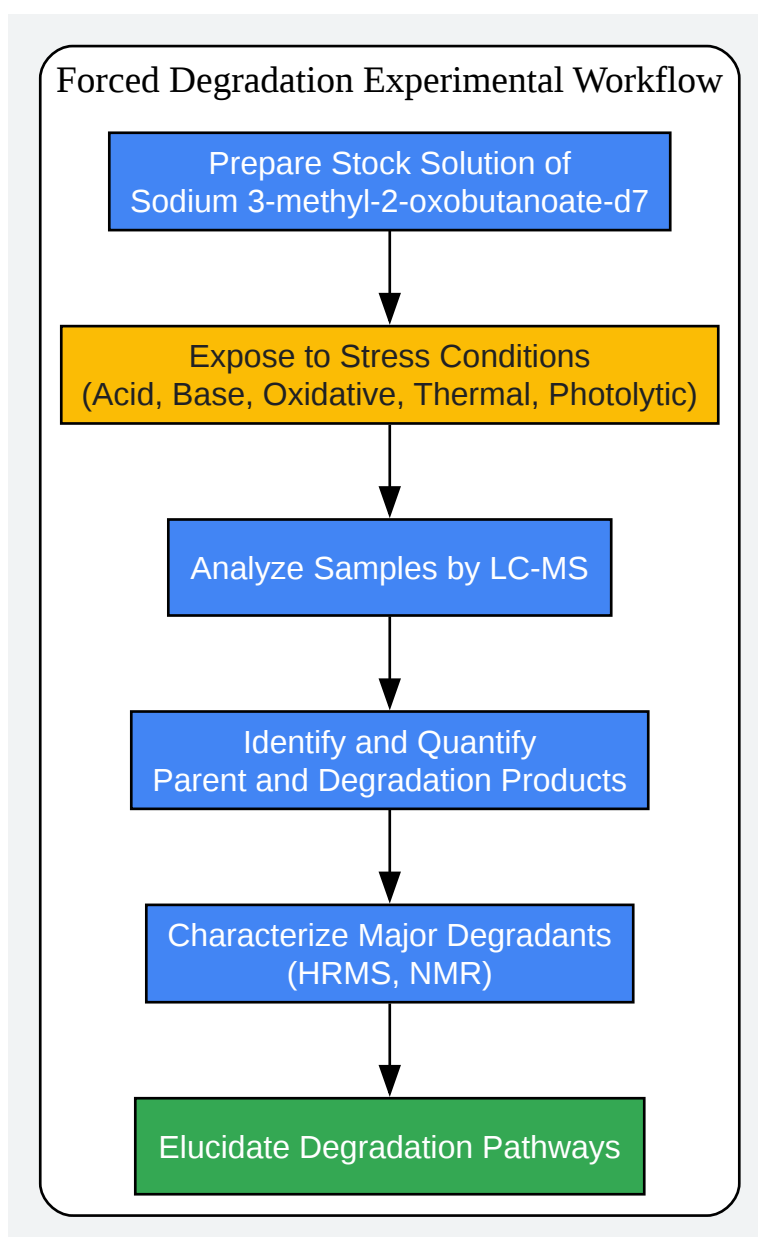 Forced Degradation Experimental Workflow
Prepare Stock Solution of
Sodium 3-methyl-2-oxobutanoate-d7
Expose to Stress Conditions
(Acid, Base, Oxidative, Thermal, Photolytic)
Analyze Samples by LC-MS
Identify and Quantify
Parent and Degradation Products
Characterize Major Degradants
(HRMS, NMR)
Elucidate Degradation Pathways